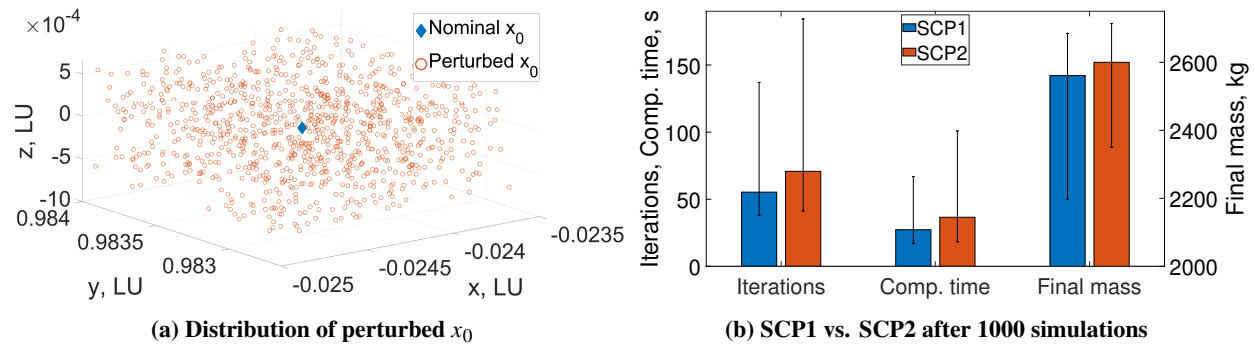 ×10⁻⁴
Nominal x₀
Perturbed x₀
5
0
-5
-10
z, LU
0.984
0.9835
0.983
y, LU
-0.025
-0.0245
-0.024
-0.0235
x, LU
(a) Distribution of perturbed x₀
SCP1
SCP2
Iterations, Comp. time, s
150
100
50
0
2600
2400
2200
2000
Final mass, kg
Iterations
Comp. time
Final mass
(b) SCP1 vs. SCP2 after 1000 simulations